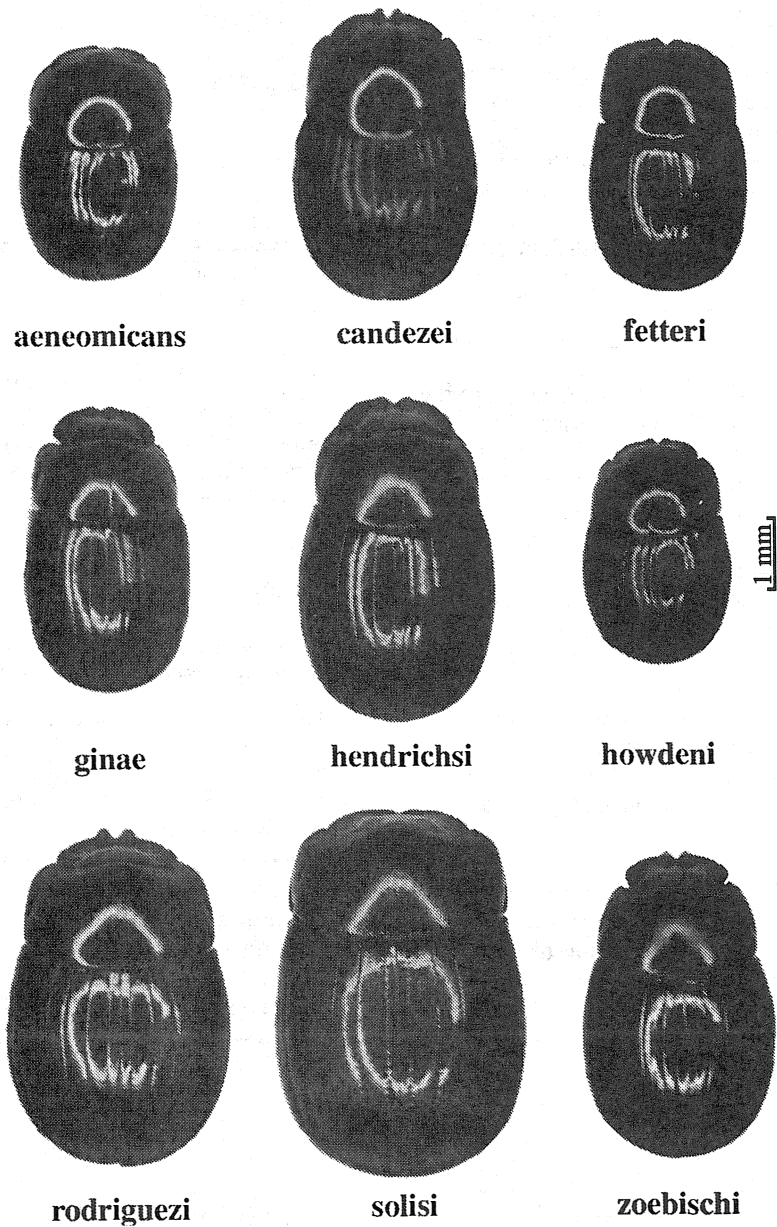 aeneomicans candezei fetteri
ginae hendrichsi howdeni
1 mm
rodriguezi solisi zoebischi